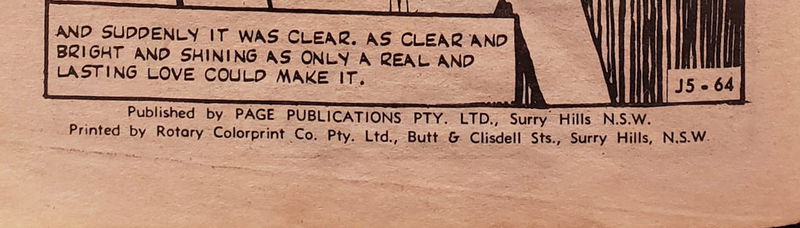 AND SUDDENLY IT WAS CLEAR. AS CLEAR AND
BRIGHT AND SHINING AS ONLY A REAL AND
LASTING LOVE COULD MAKE IT.
J5-64
Published by PAGE PUBLICATIONS PTY. LTD., Surry Hills N.S.W.
Printed by Rotary Colorprint Co. Pty. Ltd., Butt & Clisdell Sts., Surry Hills, N.S.W.